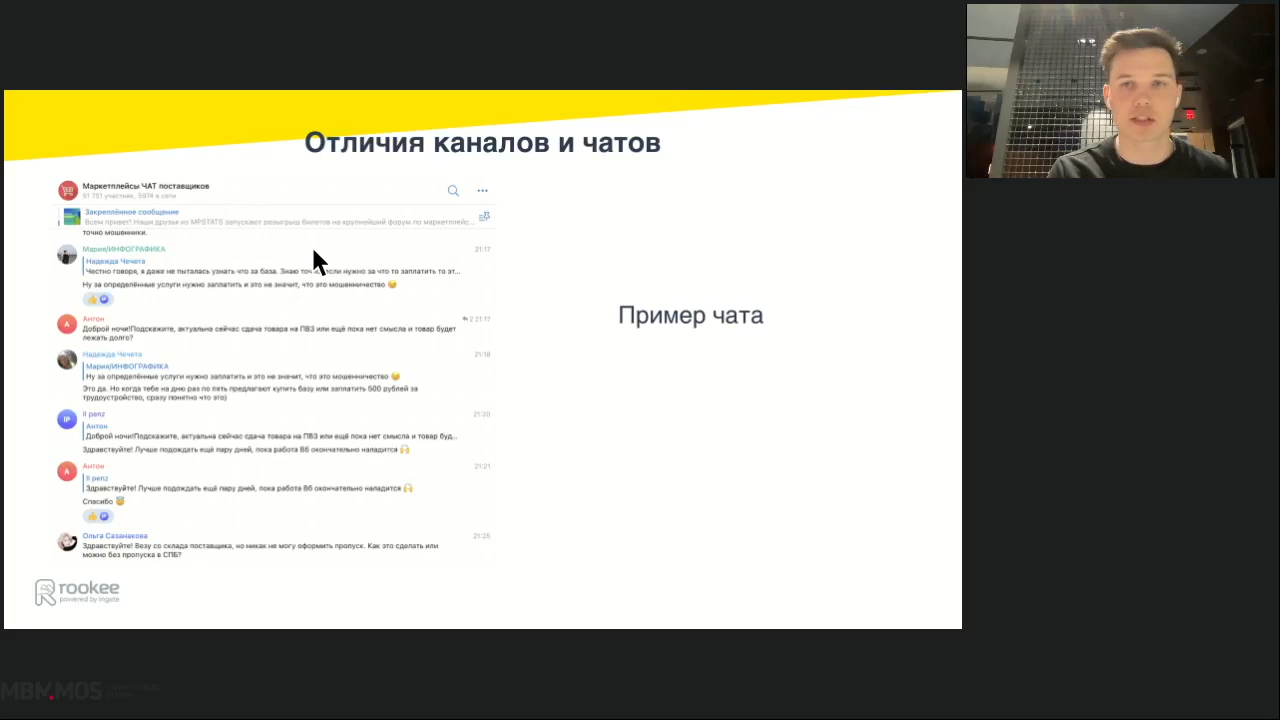 Отличия каналов и чатов
Маркетплейсы ЧАТ поставщиков
51 751 участник, 5974 в сети
Закреплённое сообщение
Всем привет! Наши друзья из MPSTATS запускают розыгрыш билетов на крупнейший форум по маркетплейс...
точно мошенники.
Мария/ИНФОГРАФИКА 21:17
Надежда Чечета
Честно говоря, я даже не пыталась узнать что за база. Знаю если нужно за что то заплатить то эт...
Ну за определённые услуги нужно заплатить и это не значит, что это мошенничество 😏
Антон 2 21:17
Доброй ночи!Подскажите, актуальна сейчас сдача товара на ПВЗ или ещё пока нет смысла и товар будет
лежать долго?
Надежда Чечета 21:18
Мария/ИНФОГРАФИКА
Ну за определённые услуги нужно заплатить и это не значит, что это мошенничество 😏
Это да. Но когда тебе на дню раз по пять предлагают купить базу или заплатить 500 рублей за
трудоустройство, сразу понятно что это)
IP
Il penz 21:20
Антон
Доброй ночи!Подскажите, актуальна сейчас сдача товара на ПВЗ или ещё пока нет смысла и товар буд...
Здравствуйте! Лучше подождать ещё пару дней, пока работа Вб окончательно наладится 🙌
А
Антон 21:21
Il penz
Здравствуйте! Лучше подождать ещё пару дней, пока работа Вб окончательно наладится 🙌
Спасибо 😇
Ольга Сазанакова 21:25
Здравствуйте! Везу со склада поставщика, но никак не могу оформить пропуск. Как это сделать или
можно без пропуска в СПБ?
Пример чата
rookee
powered by ingate
MBM.MOS